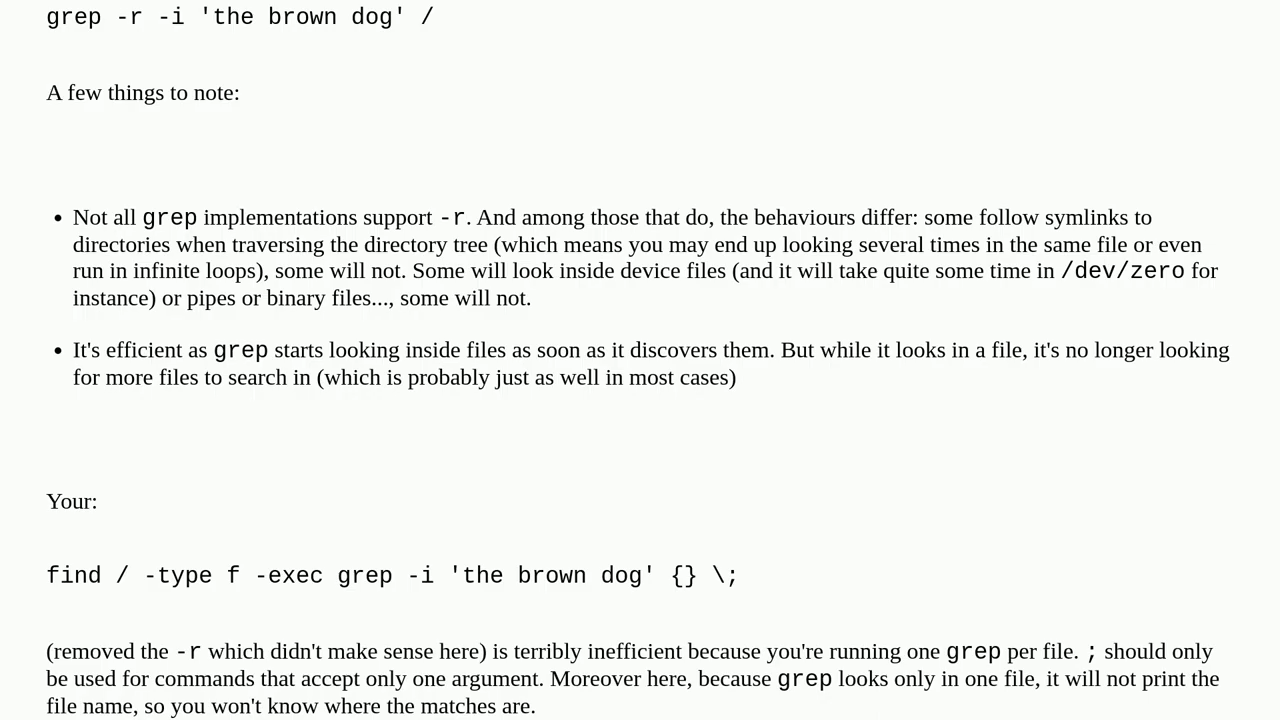 grep -r -i 'the brown dog' /
A few things to note:
• Not all grep implementations support -r. And among those that do, the behaviours differ: some follow symlinks to
directories when traversing the directory tree (which means you may end up looking several times in the same file or even
run in infinite loops), some will not. Some will look inside device files (and it will take quite some time in /dev/zero for
instance) or pipes or binary files..., some will not.
• It's efficient as grep starts looking inside files as soon as it discovers them. But while it looks in a file, it's no longer looking
for more files to search in (which is probably just as well in most cases)
Your:
find / -type f -exec grep -i 'the brown dog' {} \;
(removed the -r which didn't make sense here) is terribly inefficient because you're running one grep per file. ; should only
be used for commands that accept only one argument. Moreover here, because grep looks only in one file, it will not print the
file name, so you won't know where the matches are.